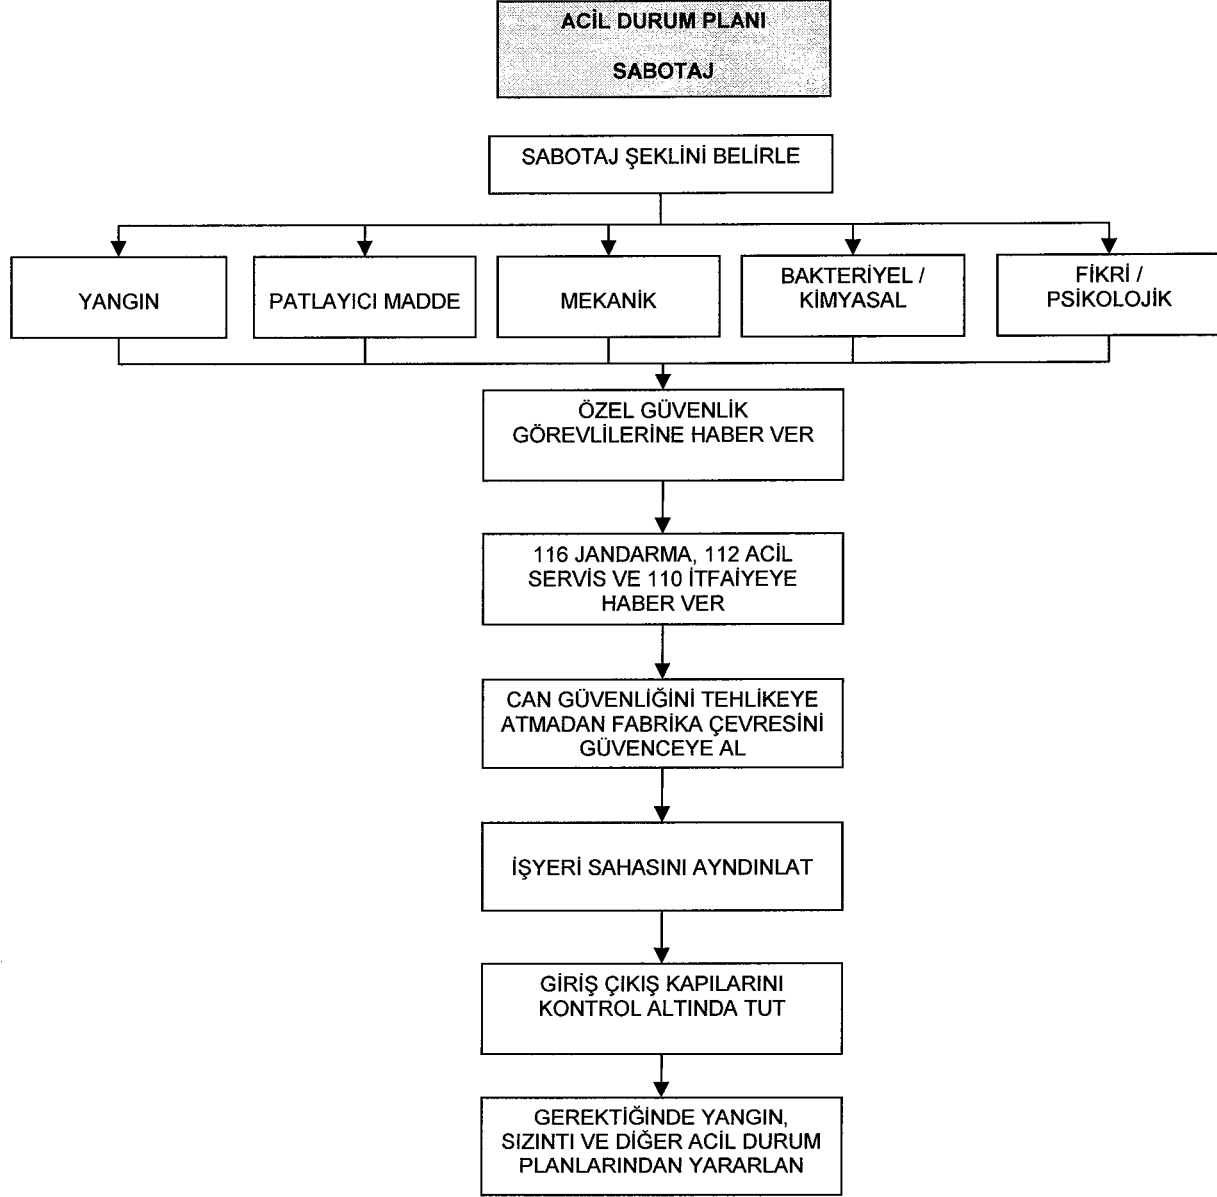 ACİL DURUM PLANI
SABOTAJ
SABOTAJ ŞEKLİNİ BELİRLE
YANGIN
PATLAYICI MADDE
MEKANİK
BAKTERİYEL /
KİMYASAL
FİKRİ /
PSİKOLOJİK
ÖZEL GÜVENLİK
GÖREVLİLERİNE HABER VER
116 JANDARMA, 112 ACİL
SERVİS VE 110 İTFAİYEYE
HABER VER
CAN GÜVENLİĞİNİ TEHLİKEYE
ATMADAN FABRİKA ÇEVRESİNİ
GÜVENCEYE AL
İŞYERİ SAHASINI AYNDINLAT
GİRİŞ ÇIKIŞ KAPILARINI
KONTROL ALTINDA TUT
GEREKTİĞİNDE YANGIN,
SIZINTI VE DİĞER ACİL DURUM
PLANLARINDAN YARARLAN